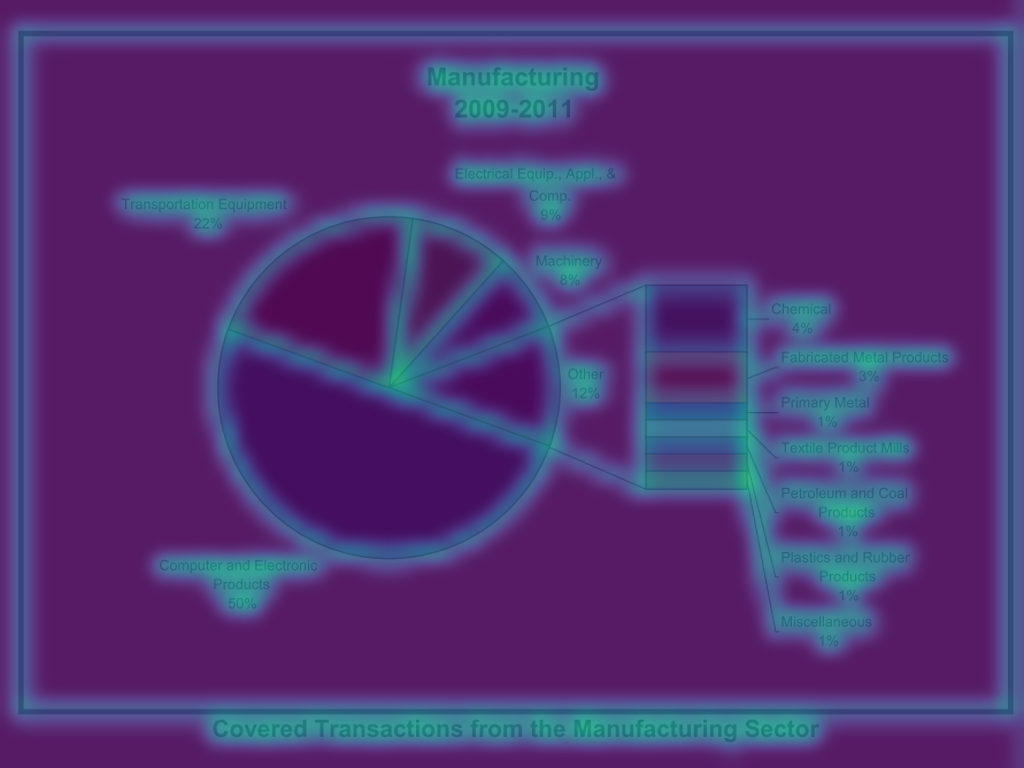 Manufacturing
2009-2011
Electrical Equip., Appl., &
Comp.
9%
Transportation Equipment
22%
Machinery
8%
Chemical
4%
Fabricated Metal Products
3%
Other
12%
Primary Metal
1%
Textile Product Mills
1%
Petroleum and Coal
Products
1%
Plastics and Rubber
Products
1%
Computer and Electronic
Products
50%
Miscellaneous
1%
Covered Transactions from the Manufacturing Sector